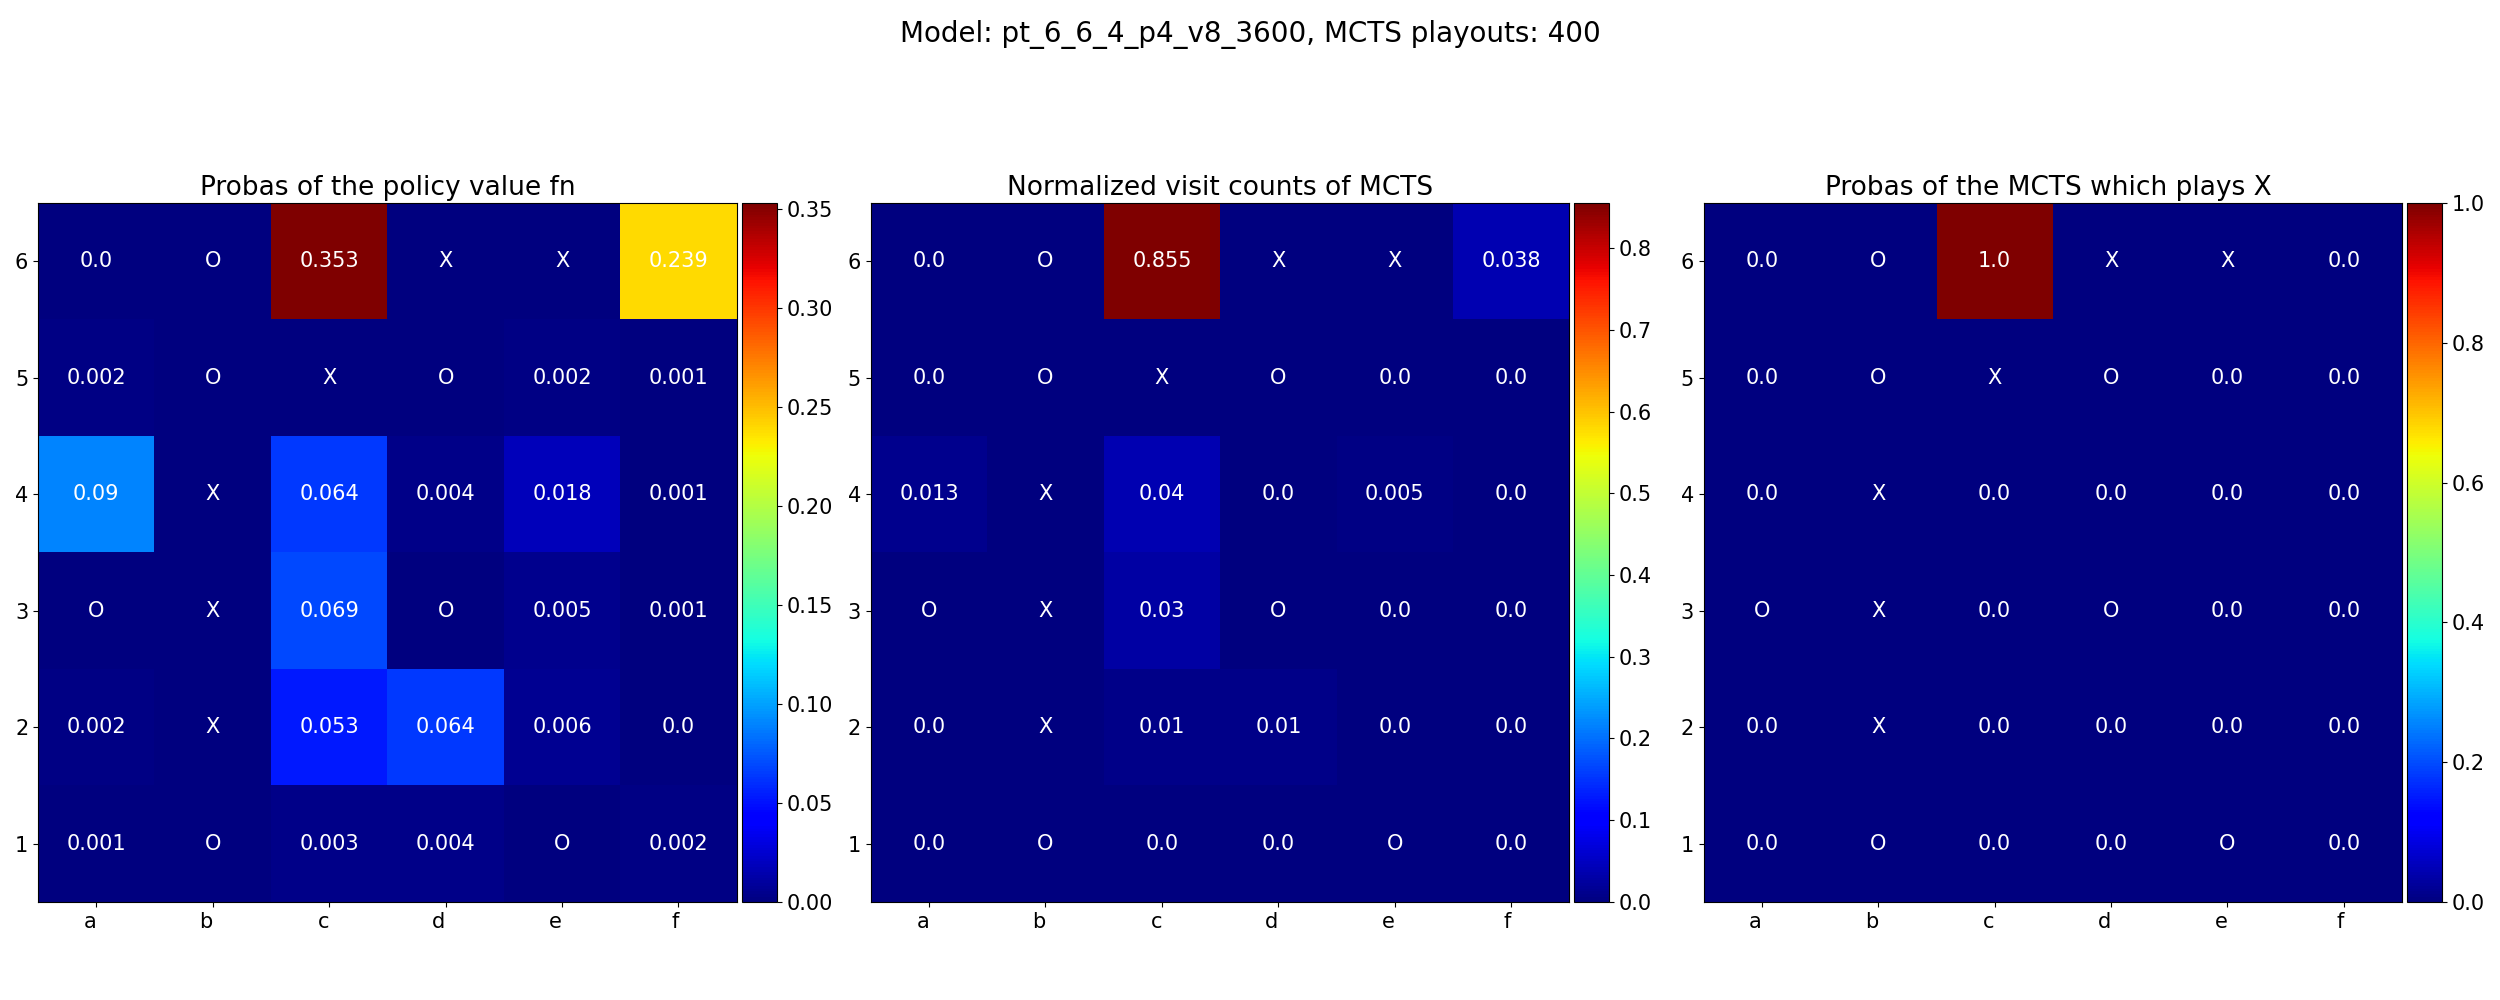 Model: pt_6_6_4_p4_v8_3600, MCTS playouts: 400
Probas of the policy value fn
6 0.0 O 0.353 X X 0.239
5 0.002 O X O 0.002 0.001
4 0.09 X 0.064 0.004 0.018 0.001
3 O X 0.069 O 0.005 0.001
2 0.002 X 0.053 0.064 0.006 0.0
1 0.001 O 0.003 0.004 O 0.002
a b c d e f
0.35
0.30
0.25
0.20
0.15
0.10
0.05
0.00
Normalized visit counts of MCTS
6 0.0 O 0.855 X X 0.038
5 0.0 O X O 0.0 0.0
4 0.013 X 0.04 0.0 0.005 0.0
3 O X 0.03 O 0.0 0.0
2 0.0 X 0.01 0.01 0.0 0.0
1 0.0 O 0.0 0.0 O 0.0
a b c d e f
0.8
0.7
0.6
0.5
0.4
0.3
0.2
0.1
0.0
Probas of the MCTS which plays X
6 0.0 O 1.0 X X 0.0
5 0.0 O X O 0.0 0.0
4 0.0 X 0.0 0.0 0.0 0.0
3 O X 0.0 O 0.0 0.0
2 0.0 X 0.0 0.0 0.0 0.0
1 0.0 O 0.0 0.0 O 0.0
a b c d e f
1.0
0.8
0.6
0.4
0.2
0.0